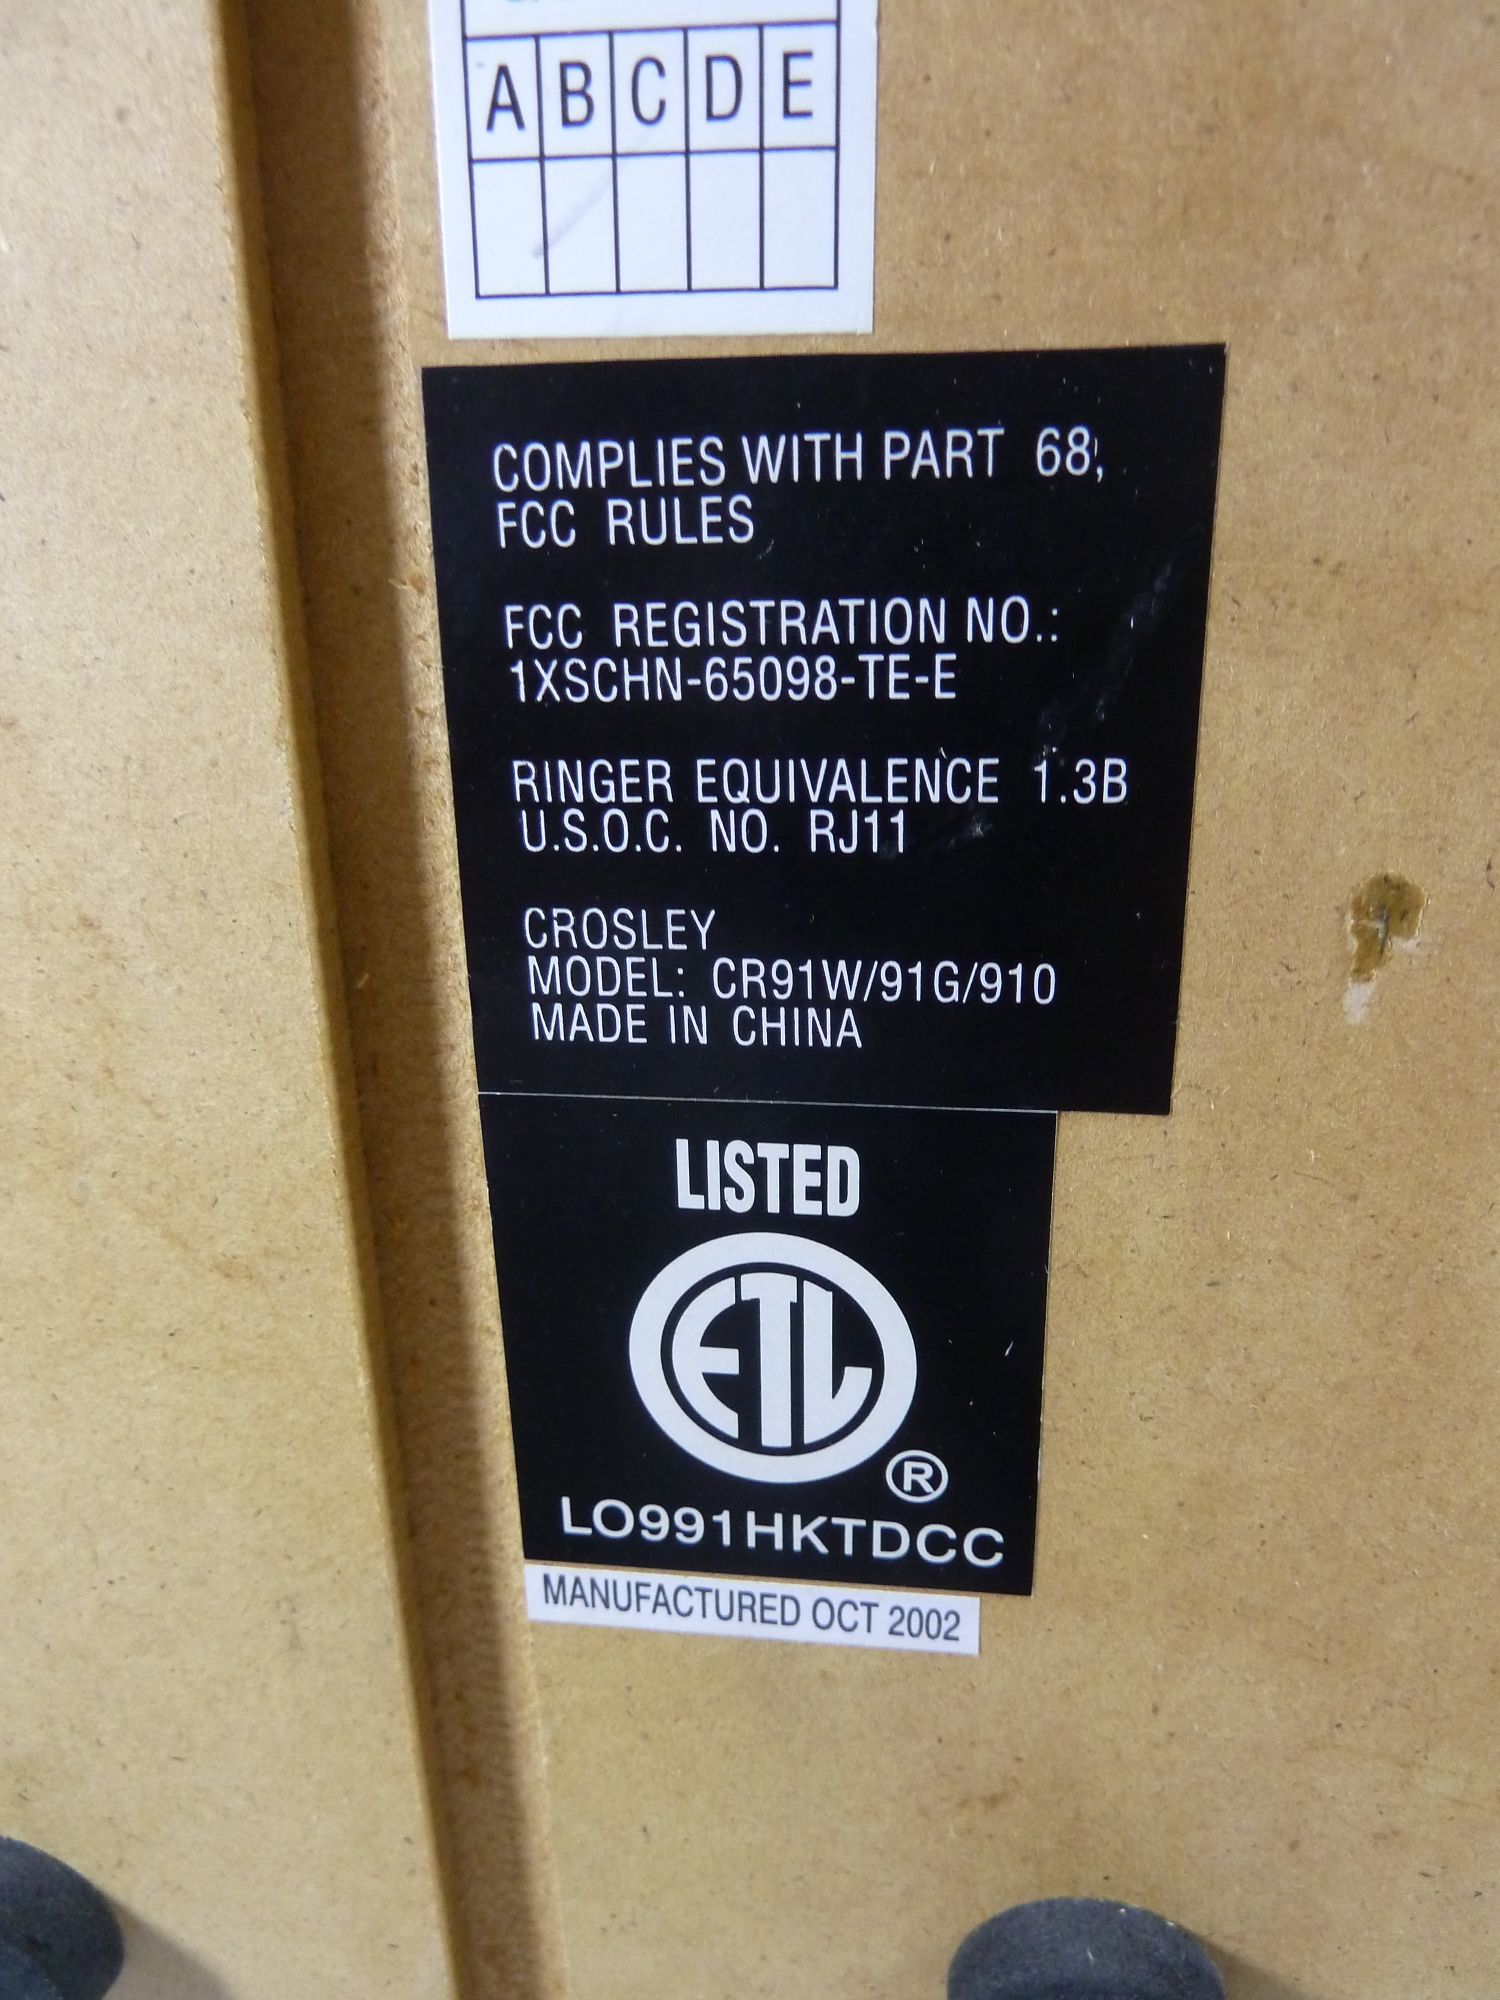 A B C D E
COMPLIES WITH PART 68,
FCC RULES
FCC REGISTRATION NO.:
1XSCHN-65098-TE-E
RINGER EQUIVALENCE 1.3B
U.S.O.C. NO. RJ11
CROSLEY
MODEL: CR91W/91G/910
MADE IN CHINA
LISTED
ETL
®
LO991HKTDCC
MANUFACTURED OCT 2002